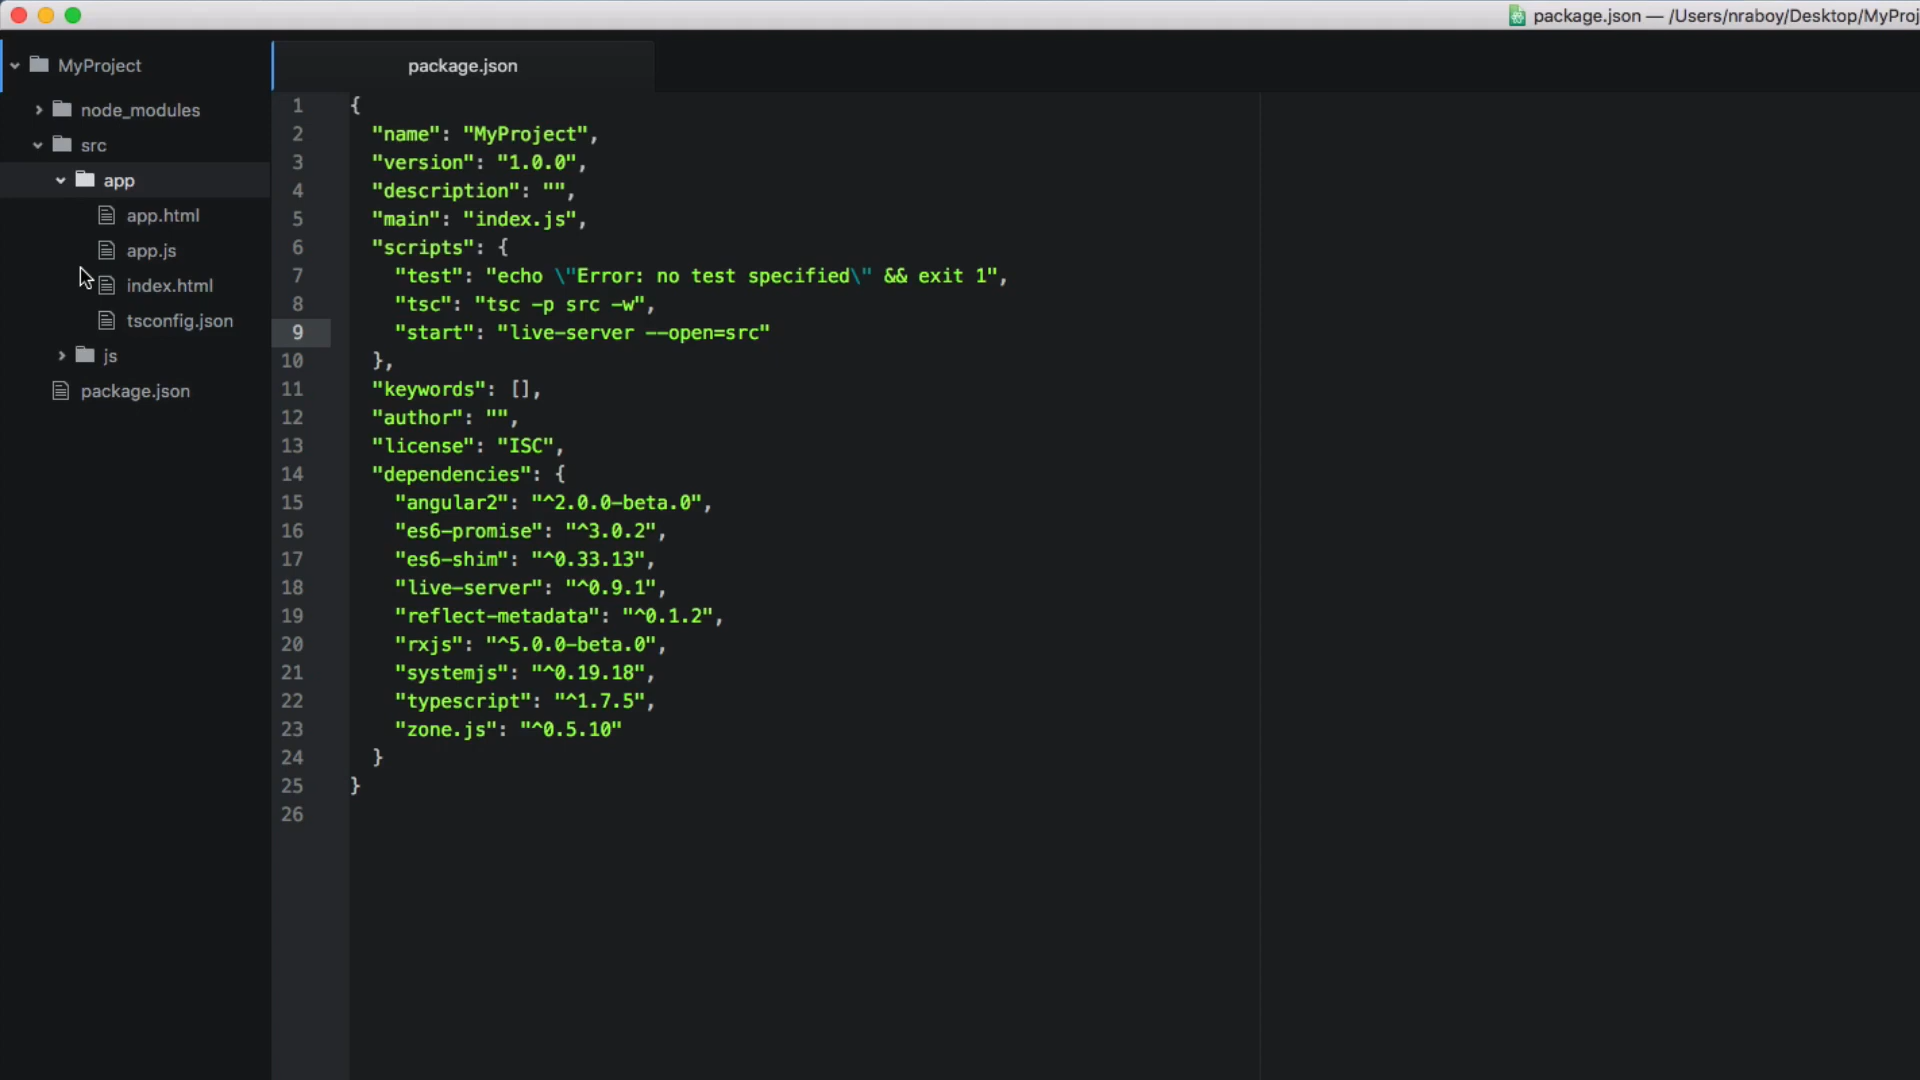 package.json — /Users/nraboy/Desktop/MyProj
MyProject
node_modules
src
app
app.html
app.js
index.html
tsconfig.json
js
package.json
package.json
1 {
2 "name": "MyProject",
3 "version": "1.0.0",
4 "description": "",
5 "main": "index.js",
6 "scripts": {
7 "test": "echo \"Error: no test specified\" && exit 1",
8 "tsc": "tsc -p src -w",
9 "start": "live-server --open=src"
10 },
11 "keywords": [],
12 "author": "",
13 "license": "ISC",
14 "dependencies": {
15 "angular2": "^2.0.0-beta.0",
16 "es6-promise": "^3.0.2",
17 "es6-shim": "^0.33.13",
18 "live-server": "^0.9.1",
19 "reflect-metadata": "^0.1.2",
20 "rxjs": "^5.0.0-beta.0",
21 "systemjs": "^0.19.18",
22 "typescript": "^1.7.5",
23 "zone.js": "^0.5.10"
24 }
25 }
26